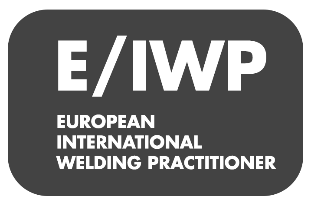 E/IWP
EUROPEAN
INTERNATIONAL
WELDING PRACTITIONER